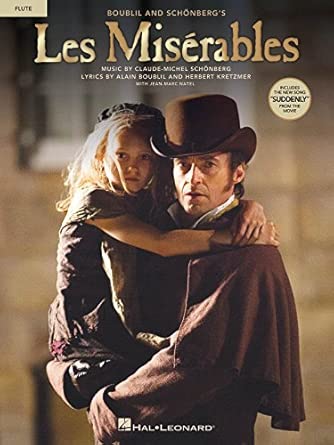 FLUTE
BOUBLIL AND SCHÖNBERG'S
Les Misérables
MUSIC BY CLAUDE-MICHEL SCHÖNBERG
LYRICS BY ALAIN BOUBLIL AND HERBERT KRETZMER
WITH JEAN-MARC NATEL
INCLUDES
THE NEW SONG
"SUDDENLY"
FROM THE
MOVIE
HAL•LEONARD®